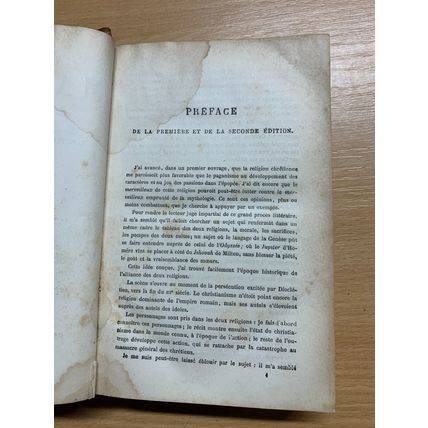 PRÉFACE
DE LA PREMIÈRE ET DE LA SECONDE ÉDITION.
J'ai avancé, dans un premier ouvrage, que la religion chrétienne
me paroissoit plus favorable que le paganisme au développement des
caractères et au jeu des passions dans l'épopée. J'ai dit encore que le
merveilleux de cette religion pouvoit peut-être lutter contre le mer-
veilleux emprunté de la mythologie. Ce sont ces opinions, plus ou
moins combattues, que je cherche à appuyer par un exemple.
Pour rendre le lecteur juge impartial de ce grand procès littéraire,
il m'a semblé qu'il falloit chercher un sujet qui renfermât dans un
même cadre le tableau des deux religions, la morale, les sacrifices,
les pompes des deux cultes; un sujet où le langage de la Genèse pût
se faire entendre auprès de celui de l'Odyssée; où le Jupiter d'Ho-
mère vînt se placer à côté du Jéhovah de Milton, sans blesser la piété,
le goût et la vraisemblance des mœurs.
Cette idée conçue, j'ai trouvé facilement l'époque historique de
l'alliance des deux religions.
La scène s'ouvre au moment de la persécution excitée par Dioclé-
tien, vers la fin du IIIe siècle. Le christianisme n'étoit point encore la
religion dominante de l'empire romain, mais ses autels s'élevoient
auprès des autels des idoles.
Les personnages sont pris dans les deux religions : je fais d'abord
connoître ces personnages; le récit montre ensuite l'état du christia-
nisme dans le monde connu, à l'époque de l'action; le reste de l'ou-
vrage développe cette action, qui se rattache par la catastrophe au
massacre général des chrétiens.
Je me suis peut-être laissé éblouir par le sujet : il m'a semblé
1